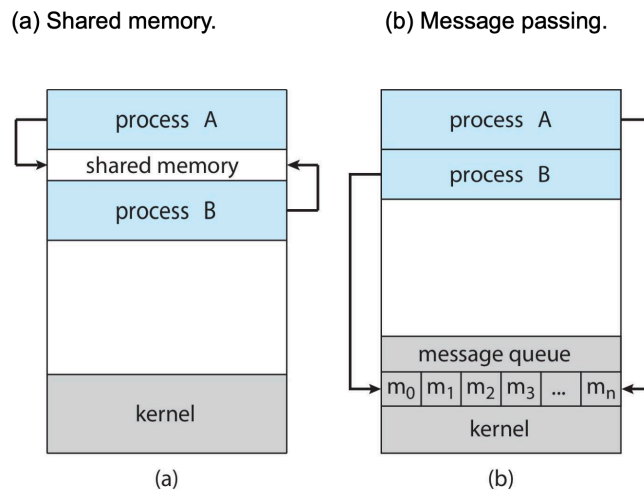 (a) Shared memory.
(b) Message passing.
process A
shared memory
process B
kernel
(a)
process A
process B
message queue
m₀ m₁ m₂ m₃ ... mₙ
kernel
(b)